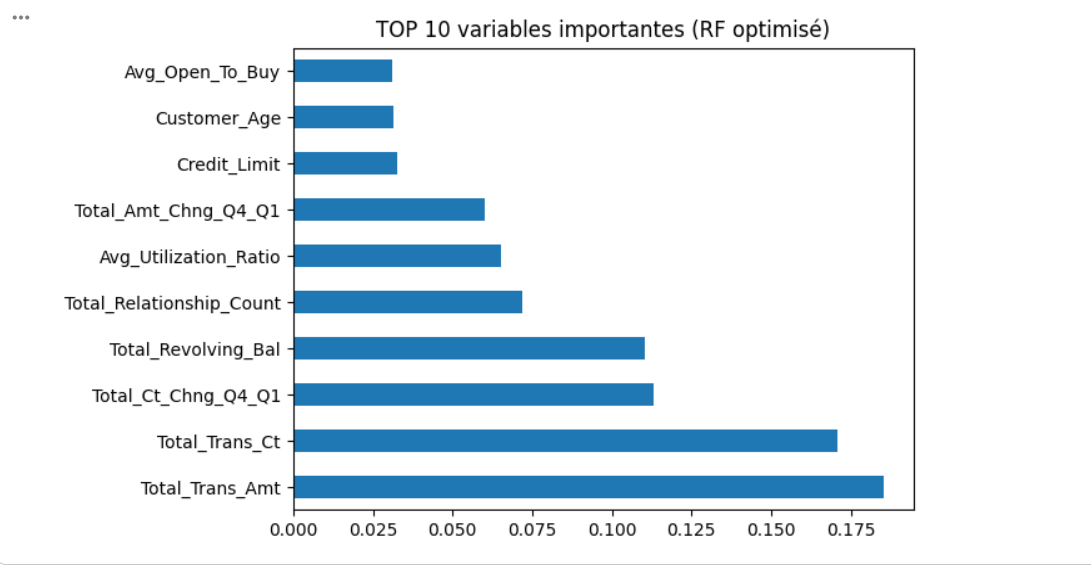 ...
TOP 10 variables importantes (RF optimisé)
Avg_Open_To_Buy
Customer_Age
Credit_Limit
Total_Amt_Chng_Q4_Q1
Avg_Utilization_Ratio
Total_Relationship_Count
Total_Revolving_Bal
Total_Ct_Chng_Q4_Q1
Total_Trans_Ct
Total_Trans_Amt
0.000 0.025 0.050 0.075 0.100 0.125 0.150 0.175